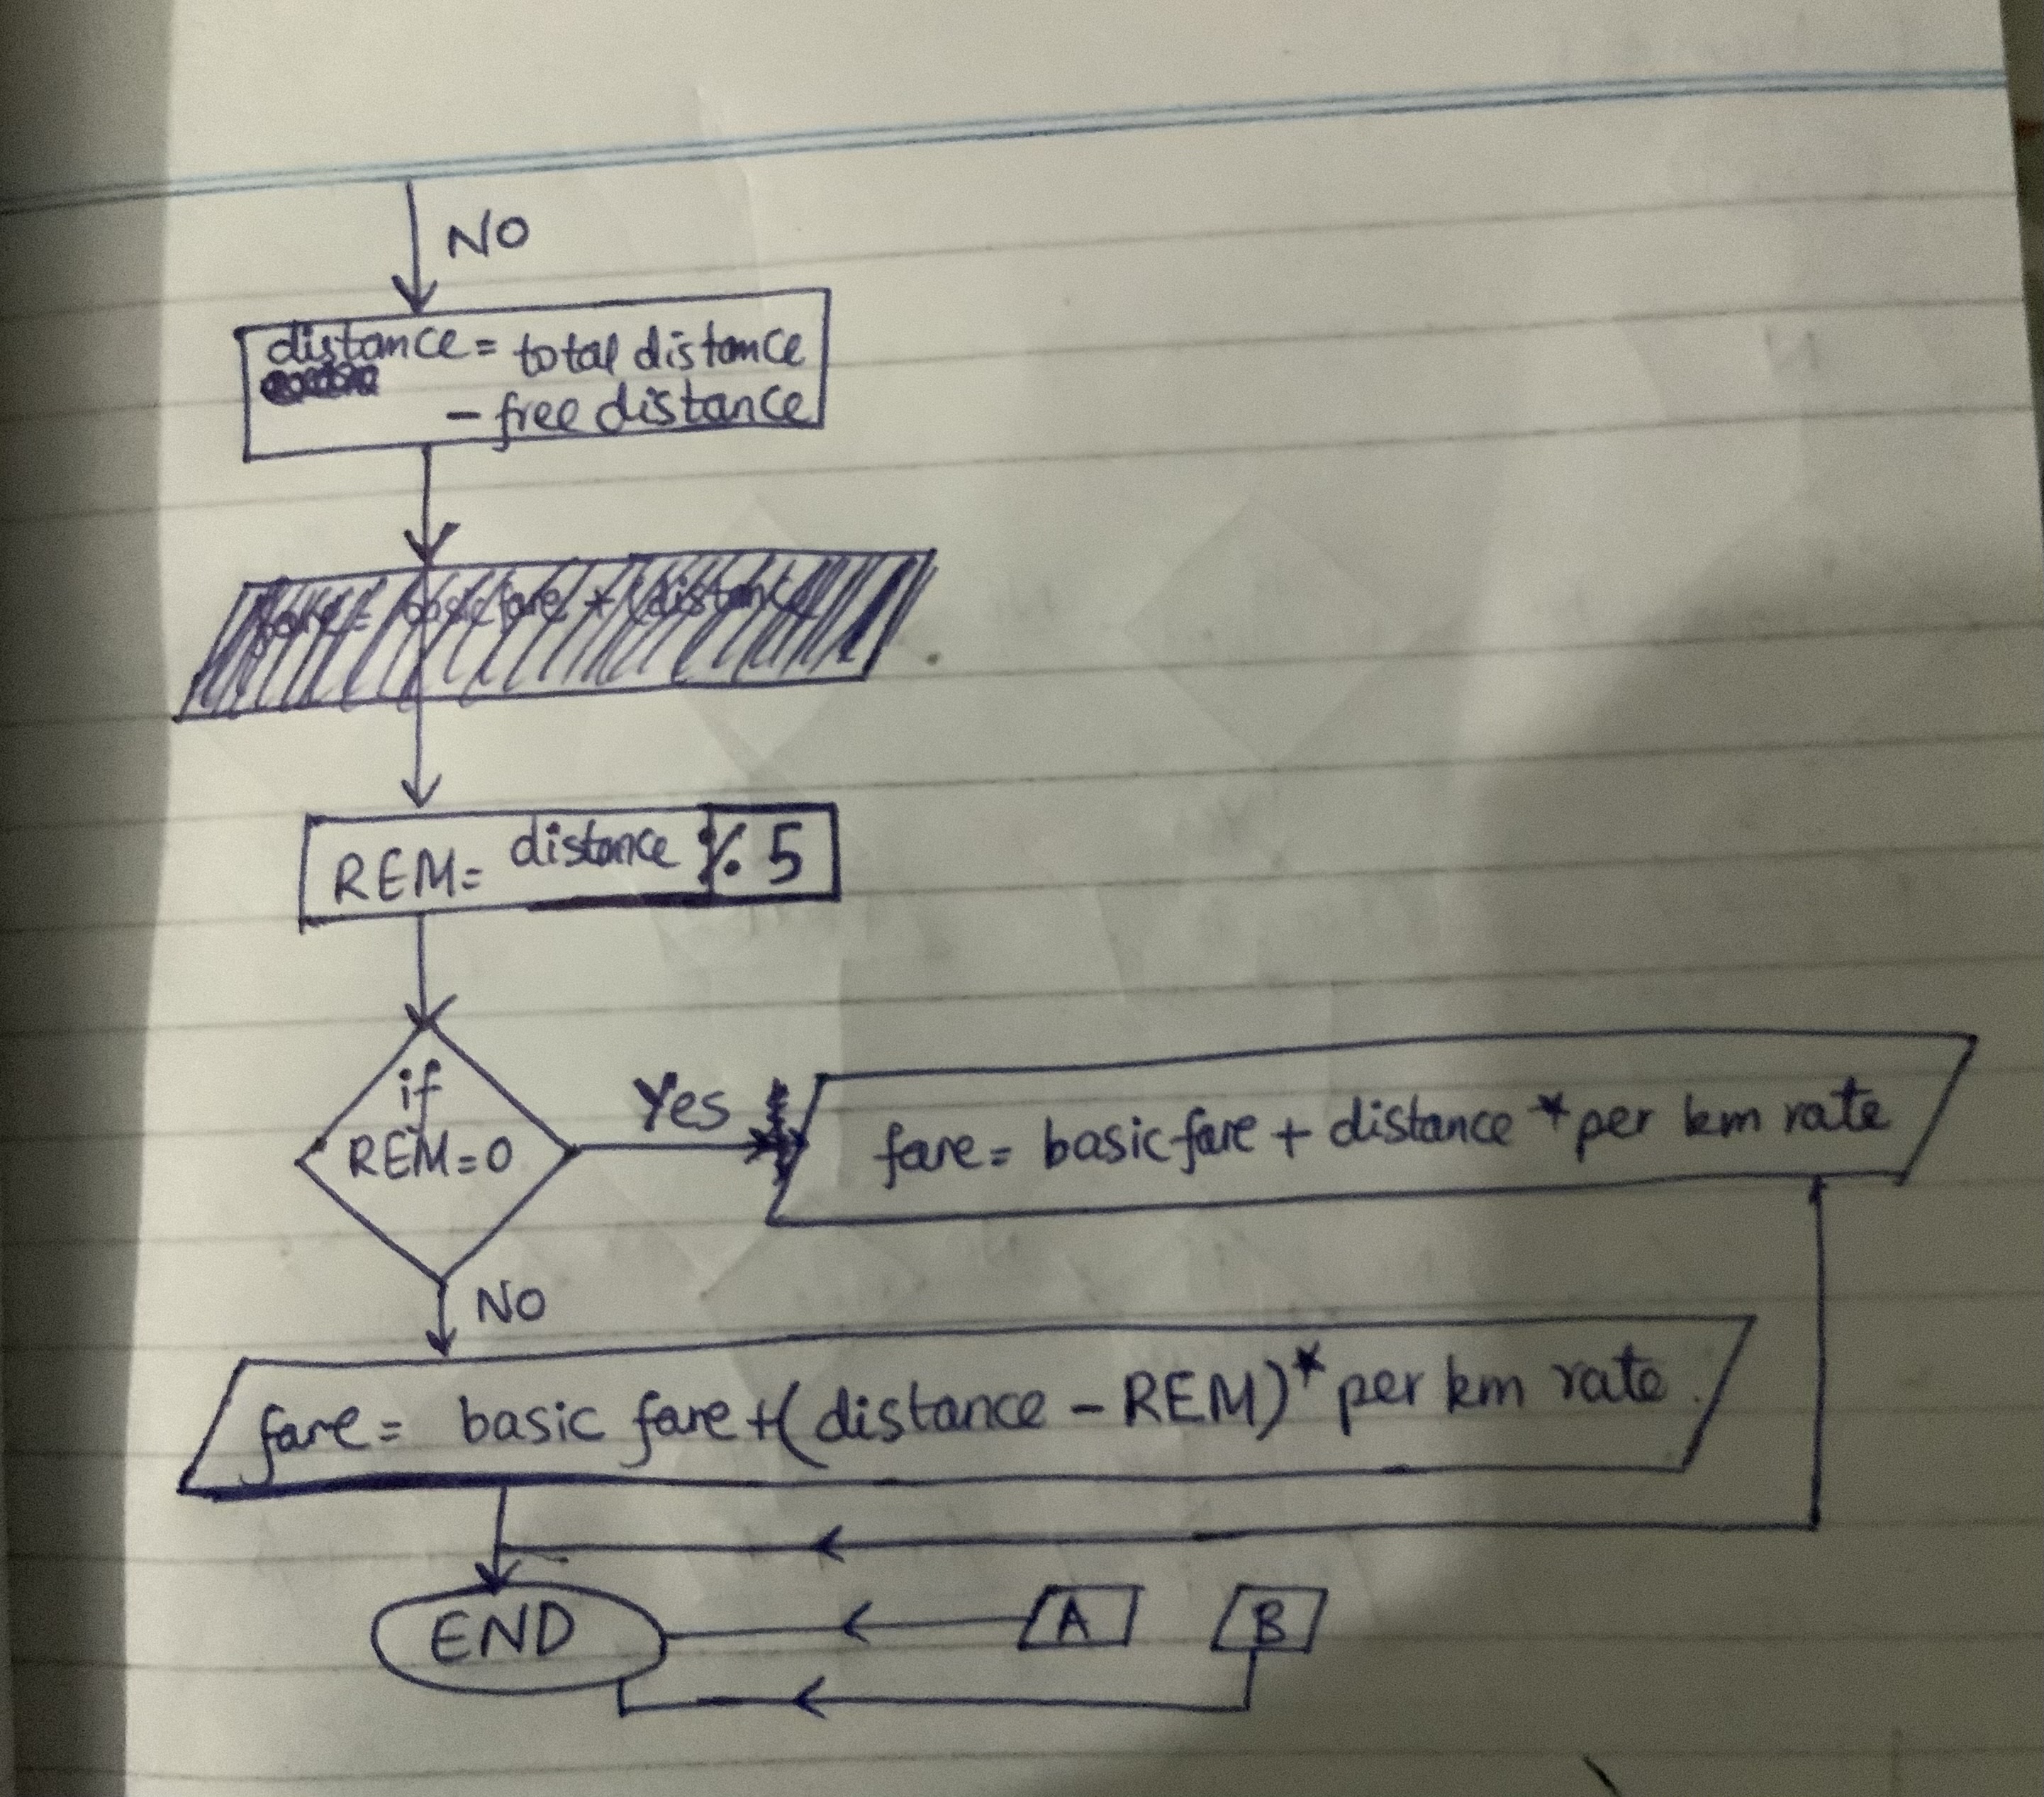 NO
distance = total distance
- free distance
REM = distance % 5
if
REM=0
Yes
fare = basic fare + distance * per km rate
NO
fare = basic fare + (distance - REM) * per km rate.
END
A
B